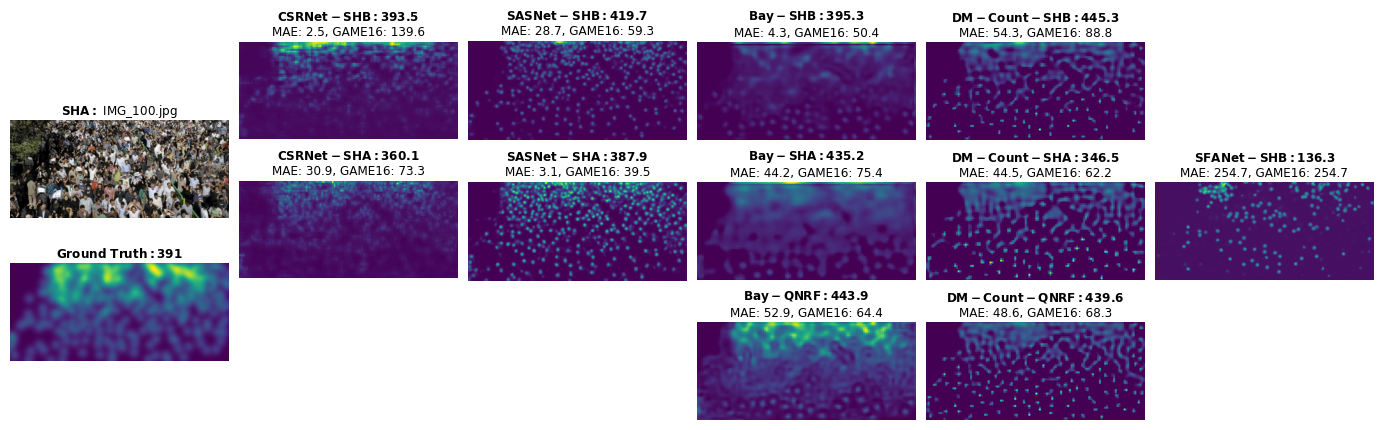 SHA: IMG_100.jpg
Ground Truth: 391
CSRNet−SHB: 393.5
MAE: 2.5, GAME16: 139.6
SASNet−SHB: 419.7
MAE: 28.7, GAME16: 59.3
Bay−SHB: 395.3
MAE: 4.3, GAME16: 50.4
DM−Count−SHB: 445.3
MAE: 54.3, GAME16: 88.8
CSRNet−SHA: 360.1
MAE: 30.9, GAME16: 73.3
SASNet−SHA: 387.9
MAE: 3.1, GAME16: 39.5
Bay−SHA: 435.2
MAE: 44.2, GAME16: 75.4
DM−Count−SHA: 346.5
MAE: 44.5, GAME16: 62.2
SFANet−SHB: 136.3
MAE: 254.7, GAME16: 254.7
Bay−QNRF: 443.9
MAE: 52.9, GAME16: 64.4
DM−Count−QNRF: 439.6
MAE: 48.6, GAME16: 68.3